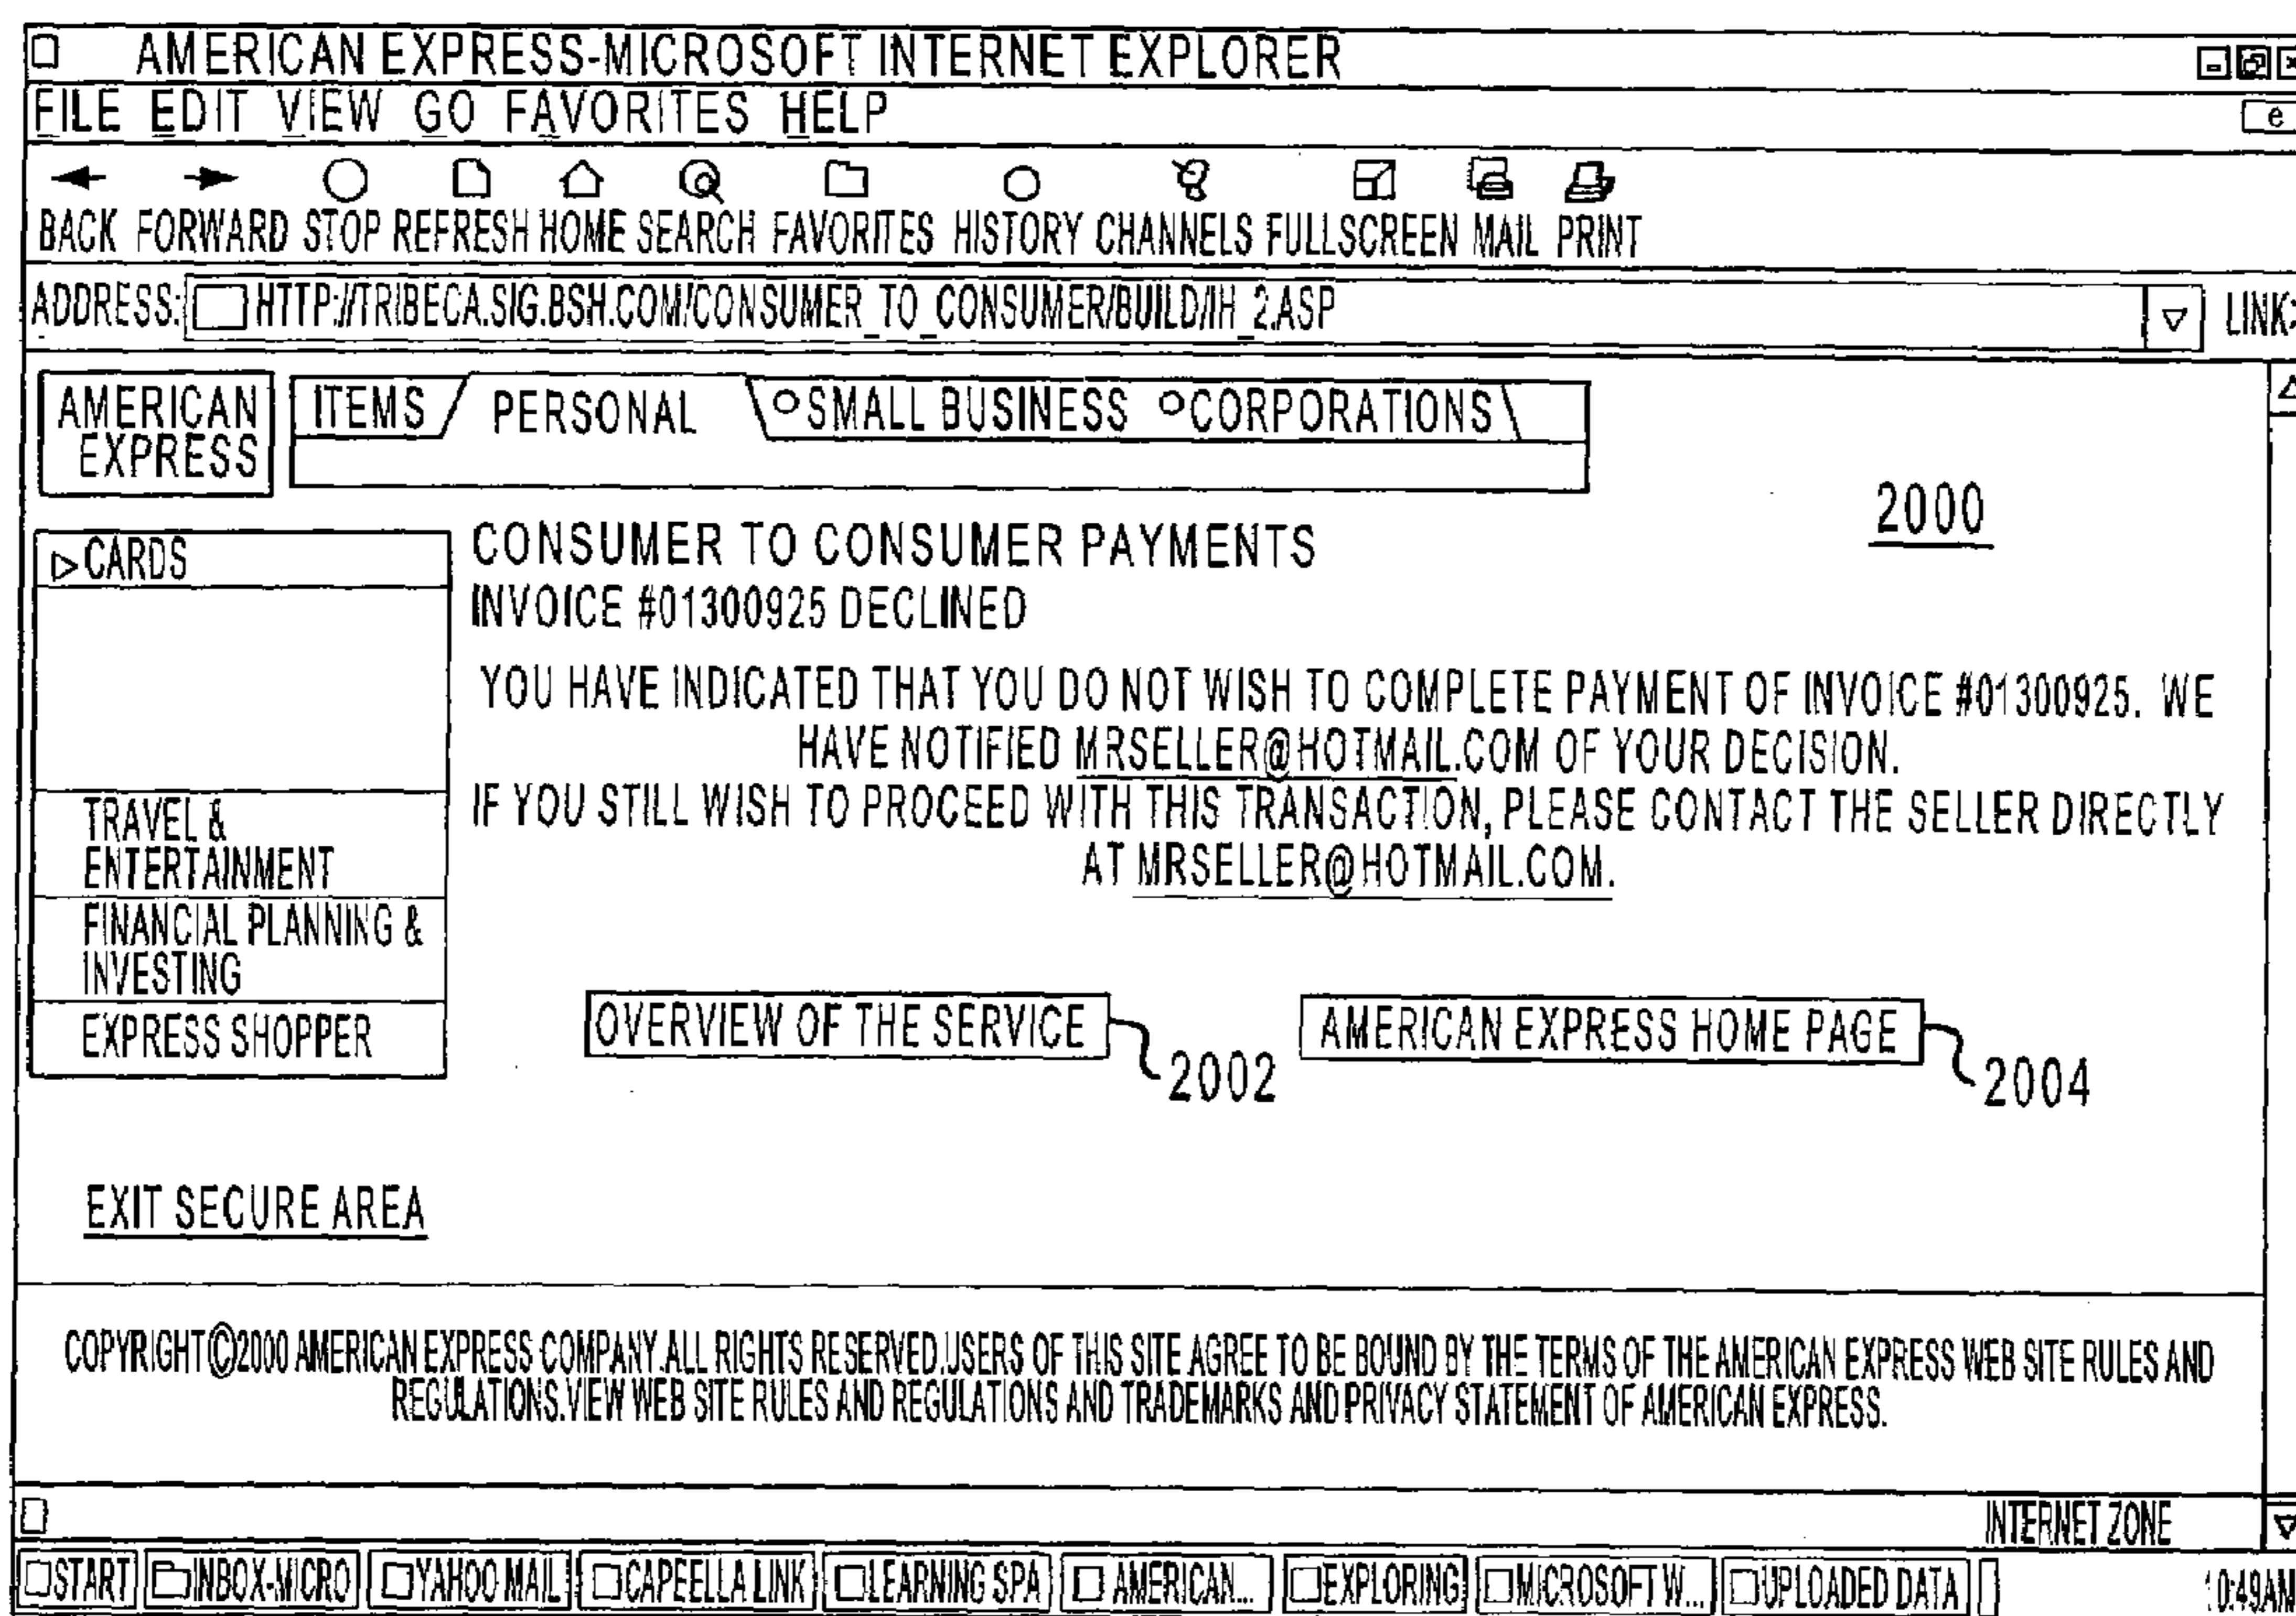 AMERICAN EXPRESS-MICROSOFT INTERNET EXPLORER
FILE EDIT VIEW GO FAVORITES HELP
e
BACK FORWARD STOP REFRESH HOME SEARCH FAVORITES HISTORY CHANNELS FULLSCREEN MAIL PRINT
ADDRESS: HTTP://TRIBECA.SIG.BSH.COM/CONSUMER_TO_CONSUMER/BUILD/IH_2.ASP
LINK:
AMERICAN
EXPRESS
ITEMS PERSONAL SMALL BUSINESS CORPORATIONS
2000
CARDS
TRAVEL &
ENTERTAINMENT
FINANCIAL PLANNING &
INVESTING
EXPRESS SHOPPER
CONSUMER TO CONSUMER PAYMENTS
INVOICE #01300925 DECLINED
YOU HAVE INDICATED THAT YOU DO NOT WISH TO COMPLETE PAYMENT OF INVOICE #01300925. WE
HAVE NOTIFIED MRSELLER@HOTMAIL.COM OF YOUR DECISION.
IF YOU STILL WISH TO PROCEED WITH THIS TRANSACTION, PLEASE CONTACT THE SELLER DIRECTLY
AT MRSELLER@HOTMAIL.COM.
OVERVIEW OF THE SERVICE
2002
AMERICAN EXPRESS HOME PAGE
2004
EXIT SECURE AREA
COPYRIGHT©2000 AMERICAN EXPRESS COMPANY.ALL RIGHTS RESERVED.USERS OF THIS SITE AGREE TO BE BOUND BY THE TERMS OF THE AMERICAN EXPRESS WEB SITE RULES AND
REGULATIONS.VIEW WEB SITE RULES AND REGULATIONS AND TRADEMARKS AND PRIVACY STATEMENT OF AMERICAN EXPRESS.
INTERNET ZONE
START INBOX-MICRO YAHOO MAIL CAPEELLA LINK LEARNING SPA AMERICAN... EXPLORING MICROSOFT W... UPLOADED DATA 10:49AM